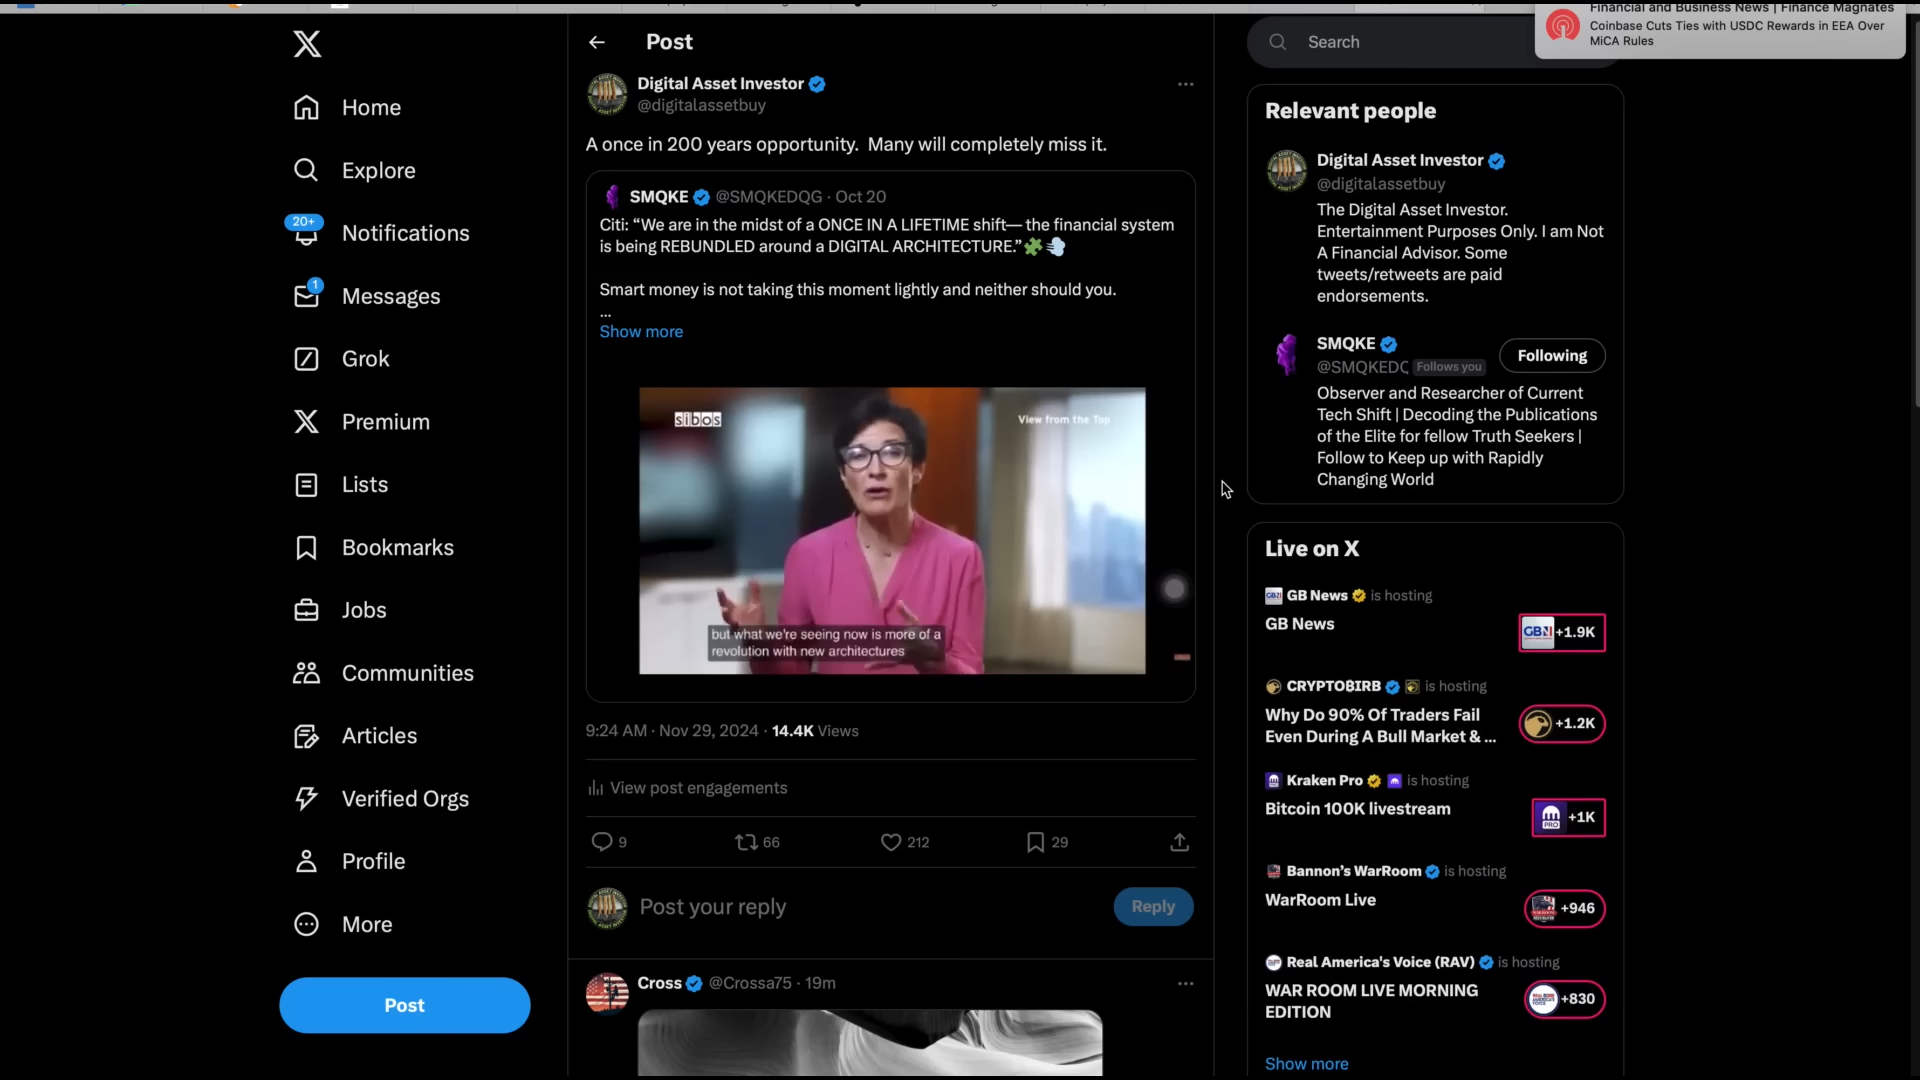 Financial and Business News | Finance Magnates
Coinbase Cuts Ties with USDC Rewards in EEA Over
MiCA Rules
Home
Explore
20+
Notifications
1
Messages
Grok
Premium
Lists
Bookmarks
Jobs
Communities
Articles
Verified Orgs
Profile
More
Post
Post
Digital Asset Investor
@digitalassetbuy
A once in 200 years opportunity. Many will completely miss it.
SMQKE @SMQKEDQG · Oct 20
Citi: “We are in the midst of a ONCE IN A LIFETIME shift— the financial system
is being REBUNDLED around a DIGITAL ARCHITECTURE.”🧩💨
Smart money is not taking this moment lightly and neither should you.
...
Show more
sibos
View from the Top
but what we're seeing now is more of a
revolution with new architectures
9:24 AM · Nov 29, 2024 · 14.4K Views
View post engagements
9 66 212 29
Post your reply
Reply
Cross @Crossa75 · 19m
Search
Relevant people
Digital Asset Investor
@digitalassetbuy
The Digital Asset Investor.
Entertainment Purposes Only. I am Not
A Financial Advisor. Some
tweets/retweets are paid
endorsements.
SMQKE
@SMQKEDC Follows you
Following
Observer and Researcher of Current
Tech Shift | Decoding the Publications
of the Elite for fellow Truth Seekers |
Follow to Keep up with Rapidly
Changing World
Live on X
GB News is hosting
GB News
GBN +1.9K
CRYPTO฿IRB is hosting
Why Do 90% Of Traders Fail
Even During A Bull Market & ...
+1.2K
Kraken Pro is hosting
Bitcoin 100K livestream
PRO +1K
Bannon’s WarRoom is hosting
WarRoom Live
+946
Real America's Voice (RAV) is hosting
WAR ROOM LIVE MORNING
EDITION
+830
Show more